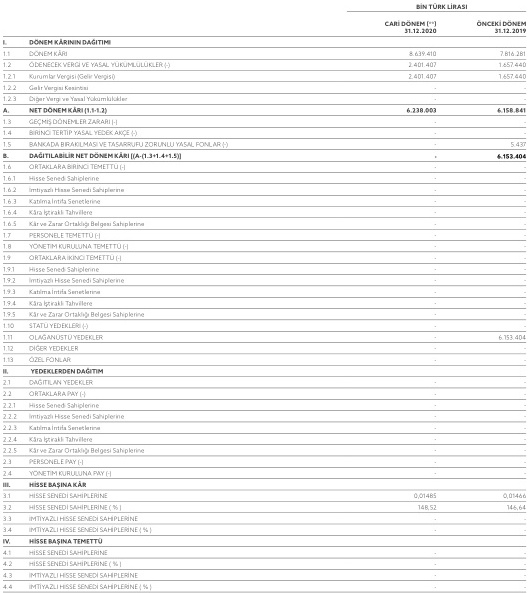 BİN TÜRK LİRASI
CARİ DÖNEM (**) ÖNCEKİ DÖNEM
31.12.2020 31.12.2019
I. DÖNEM KÂRININ DAĞITIMI
1.1 DÖNEM KÂRI 8.639.410 7.816.281
1.2 ÖDENECEK VERGİ VE YASAL YÜKÜMLÜLÜKLER (-) 2.401.407 1.657.440
1.2.1 Kurumlar Vergisi (Gelir Vergisi) 2.401.407 1.657.440
1.2.2 Gelir Vergisi Kesintisi - -
1.2.3 Diğer Vergi ve Yasal Yükümlülükler - -
A. NET DÖNEM KÂRI (1.1-1.2) 6.238.003 6.158.841
1.3 GEÇMİŞ DÖNEMLER ZARARI (-) - -
1.4 BİRİNCİ TERTİP YASAL YEDEK AKÇE (-) - -
1.5 BANKADA BIRAKILMASI VE TASARRUFU ZORUNLU YASAL FONLAR (-) - 5.437
B. DAĞITILABİLİR NET DÖNEM KÂRI [(A-(1.3+1.4+1.5)] - 6.153.404
1.6 ORTAKLARA BİRİNCİ TEMETTÜ (-) - -
1.6.1 Hisse Senedi Sahiplerine - -
1.6.2 İmtiyazlı Hisse Senedi Sahiplerine - -
1.6.3 Katılma İntifa Senetlerine - -
1.6.4 Kâra İştirakli Tahvillere - -
1.6.5 Kâr ve Zarar Ortaklığı Belgesi Sahiplerine - -
1.7 PERSONELE TEMETTÜ (-) - -
1.8 YÖNETİM KURULUNA TEMETTÜ (-) - -
1.9 ORTAKLARA İKİNCİ TEMETTÜ (-) - -
1.9.1 Hisse Senedi Sahiplerine - -
1.9.2 İmtiyazlı Hisse Senedi Sahiplerine - -
1.9.3 Katılma İntifa Senetlerine - -
1.9.4 Kâra İştirakli Tahvillere - -
1.9.5 Kâr ve Zarar Ortaklığı Belgesi Sahiplerine - -
1.10 STATÜ YEDEKLERİ (-) - -
1.11 OLAĞANÜSTÜ YEDEKLER - 6.153.404
1.12 DİĞER YEDEKLER - -
1.13 ÖZEL FONLAR - -
II. YEDEKLERDEN DAĞITIM
2.1 DAĞITILAN YEDEKLER - -
2.2 ORTAKLARA PAY (-) - -
2.2.1 Hisse Senedi Sahiplerine - -
2.2.2 İmtiyazlı Hisse Senedi Sahiplerine - -
2.2.3 Katılma İntifa Senetlerine - -
2.2.4 Kâra İştirakli Tahvillere - -
2.2.5 Kâr ve Zarar Ortaklığı Belgesi Sahiplerine - -
2.3 PERSONELE PAY (-) - -
2.4 YÖNETİM KURULUNA PAY (-) - -
III. HİSSE BAŞINA KÂR
3.1 HİSSE SENEDİ SAHİPLERİNE 0,01485 0,01466
3.2 HİSSE SENEDİ SAHİPLERİNE ( % ) 148,52 146,64
3.3 İMTİYAZLI HİSSE SENEDİ SAHİPLERİNE - -
3.4 İMTİYAZLI HİSSE SENEDİ SAHİPLERİNE ( % ) - -
IV. HİSSE BAŞINA TEMETTÜ
4.1 HİSSE SENEDİ SAHİPLERİNE - -
4.2 HİSSE SENEDİ SAHİPLERİNE ( % ) - -
4.3 İMTİYAZLI HİSSE SENEDİ SAHİPLERİNE - -
4.4 İMTİYAZLI HİSSE SENEDİ SAHİPLERİNE ( % ) - -